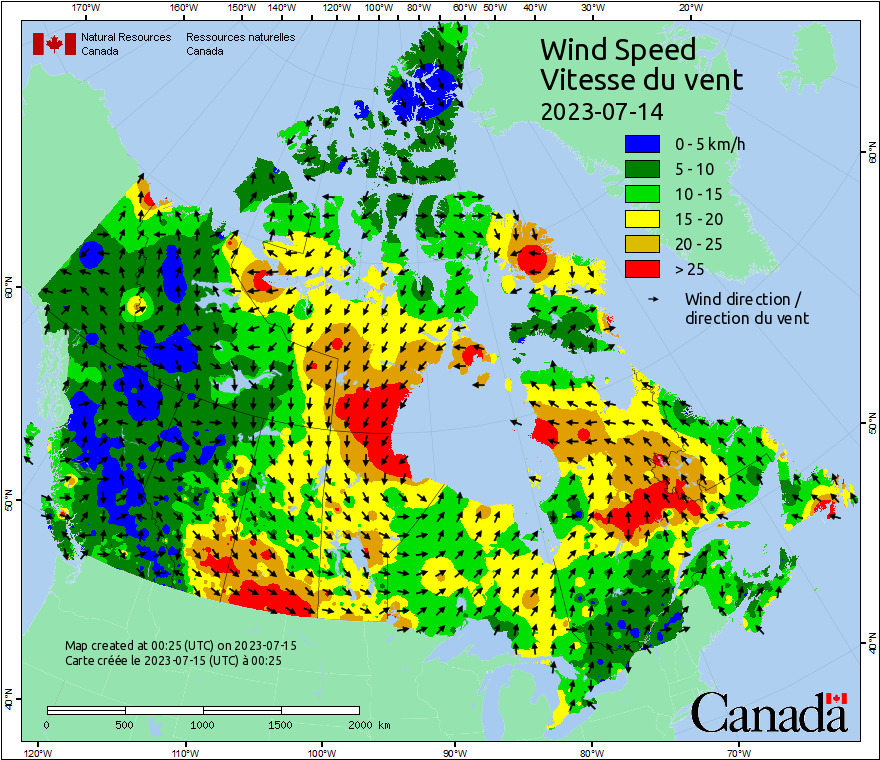 170°W 160°W 150°W 140°W 130°W 120°W 110°W 100°W 90°W 80°W 70°W 60°W 50°W 40°W 30°W 20°W
Natural Resources Ressources naturelles
Canada Canada
Wind Speed
Vitesse du vent
2023-07-14
0 - 5 km/h
5 - 10
10 - 15
15 - 20
20 - 25
> 25
Wind direction /
direction du vent
60°N 60°N
50°N 50°N
40°N 40°N
Map created at 00:25 (UTC) on 2023-07-15
Carte créée le 2023-07-15 (UTC) à 00:25
0 500 1000 1500 2000 km
Canada
120°W 110°W 100°W 90°W 80°W 70°W